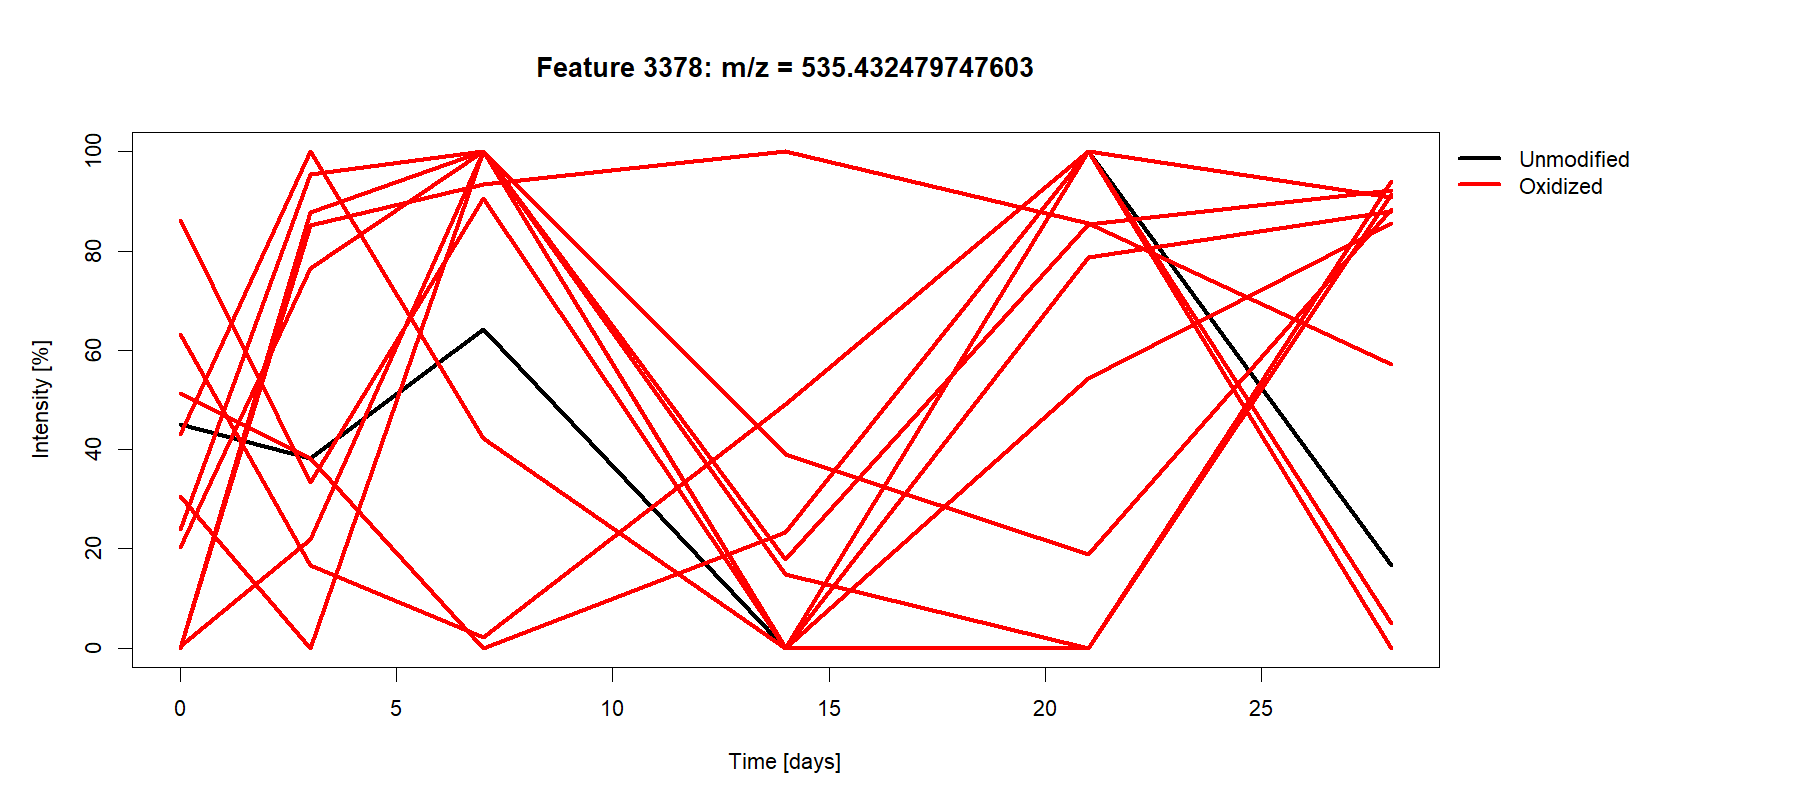 Feature 3378: m/z = 535.432479747603
Unmodified
Oxidized
Intensity [%]
100
80
60
40
20
0
0 5 10 15 20 25
Time [days]